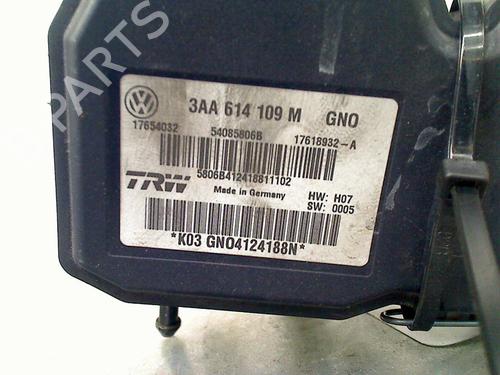 PARTS
3AA 614 109 M GNO
17654032 54085806B 17618932-A
5806B412418811102
TRW Made in Germany HW: H07
SW: 0005
*K03 GNO4124188N*